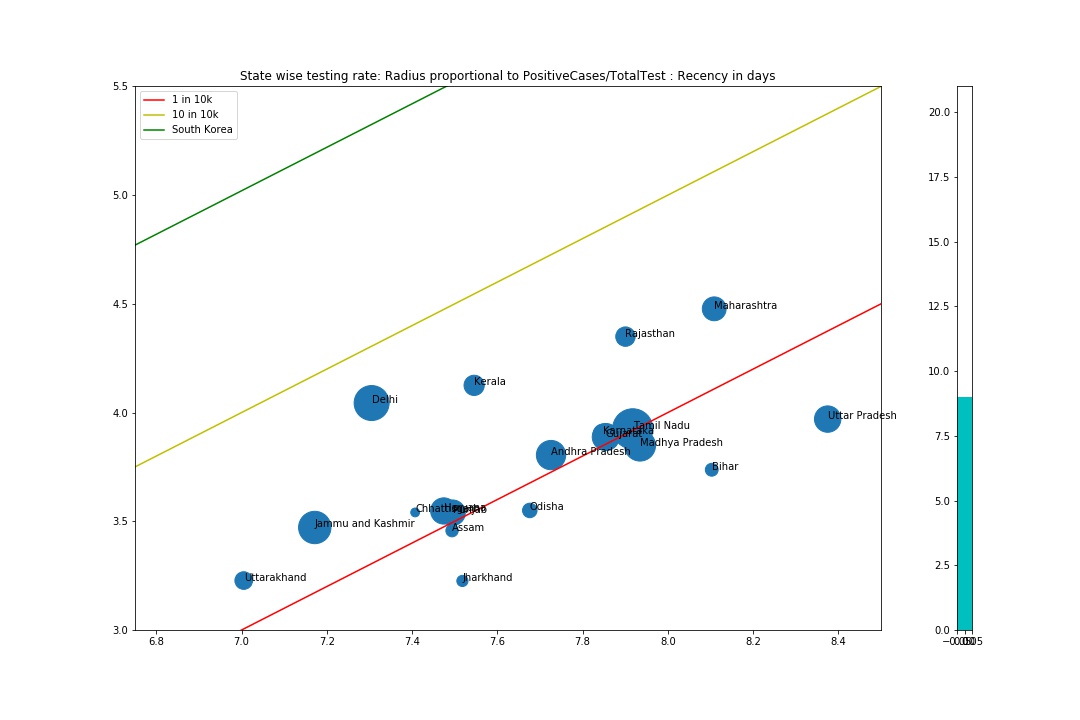 State wise testing rate: Radius proportional to PositiveCases/TotalTest : Recency in days
1 in 10k
10 in 10k
South Korea
5.5
5.0
4.5
4.0
3.5
3.0
Maharashtra
Rajasthan
Kerala
Delhi
Uttar Pradesh
Tamil Nadu
Karnataka
Gujarat
Madhya Pradesh
Andhra Pradesh
Bihar
Odisha
Haryana
Punjab
Jammu and Kashmir
Assam
Uttarakhand
Jharkhand
6.8 7.0 7.2 7.4 7.6 7.8 8.0 8.2 8.4
20.0
17.5
15.0
12.5
10.0
7.5
5.0
2.5
0.0